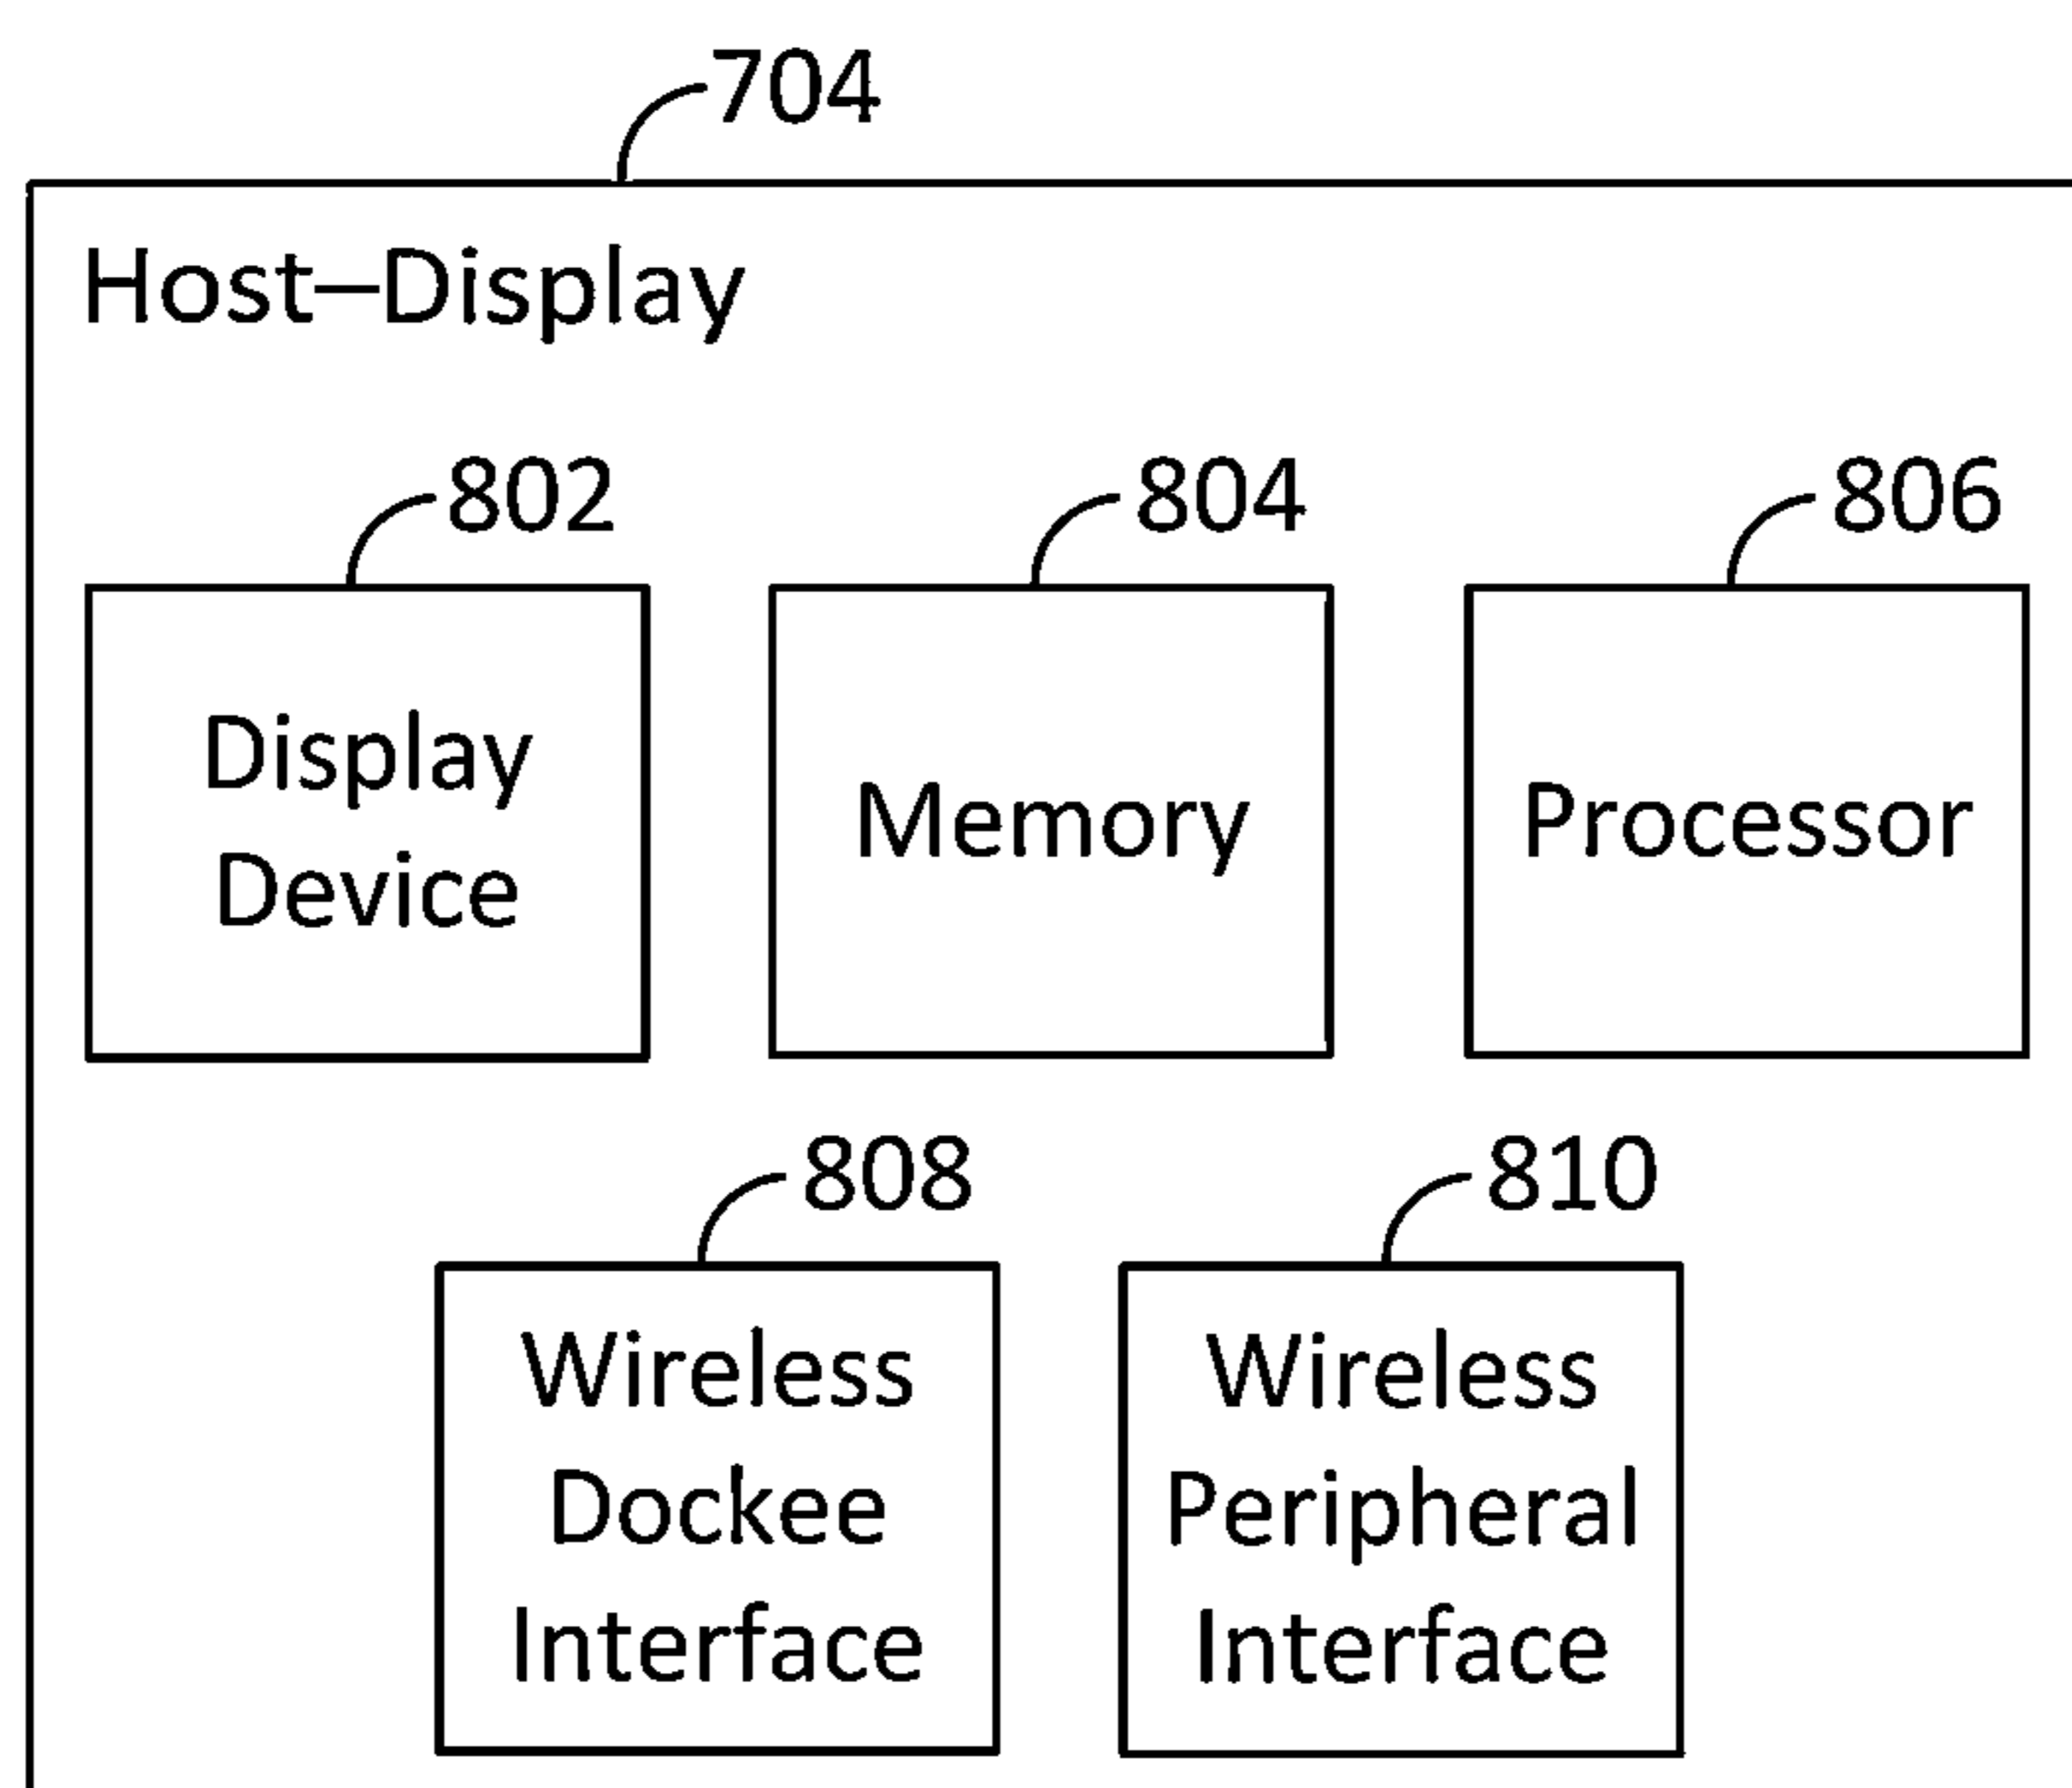 704
Host–Display
802
804
806
Display
Device
Memory
Processor
808
810
Wireless
Dockee
Interface
Wireless
Peripheral
Interface